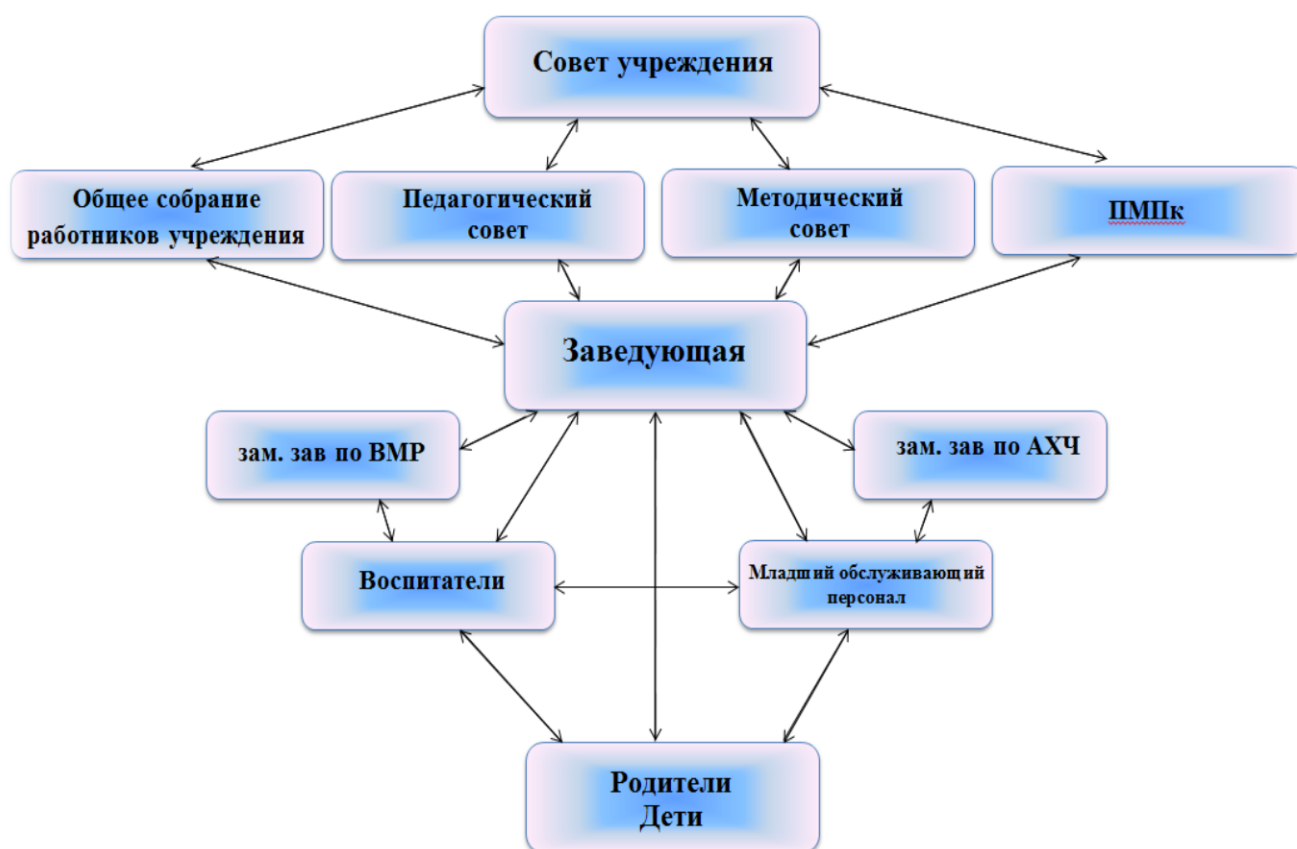 Совет учреждения
Общее собрание
работников учреждения
Педагогический
совет
Методический
совет
ПМПк
Заведующая
зам. зав по ВМР
зам. зав по АХЧ
Воспитатели
Младший обслуживающий
персонал
Родители
Дети